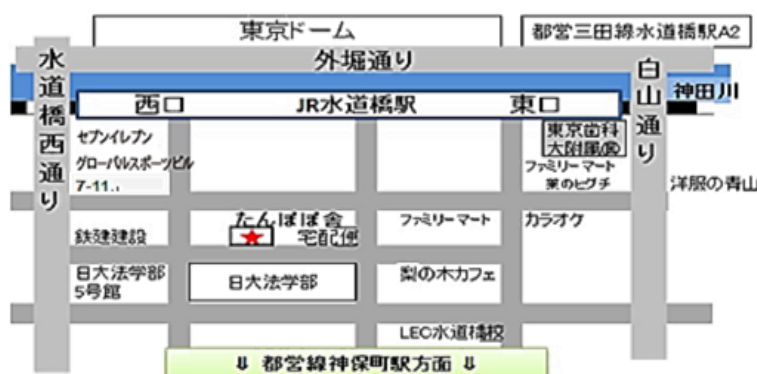 東京ドーム
都営三田線水道橋駅A2
外堀通り
水道橋西通り
白山通り
神田川
西口
JR水道橋駅
東口
セブンイレブン
グローバルスポーツビル
7-11.
東京歯科
大附属㊩
ファミリーマート
薬のヒグチ
洋服の青山
たんぽぽ舎
宅配便
鉄建建設
ファミリーマート
カラオケ
日大法学部
5号館
日大法学部
梨の木カフェ
LEC水道橋校
⇓ 都営線神保町駅方面 ⇓